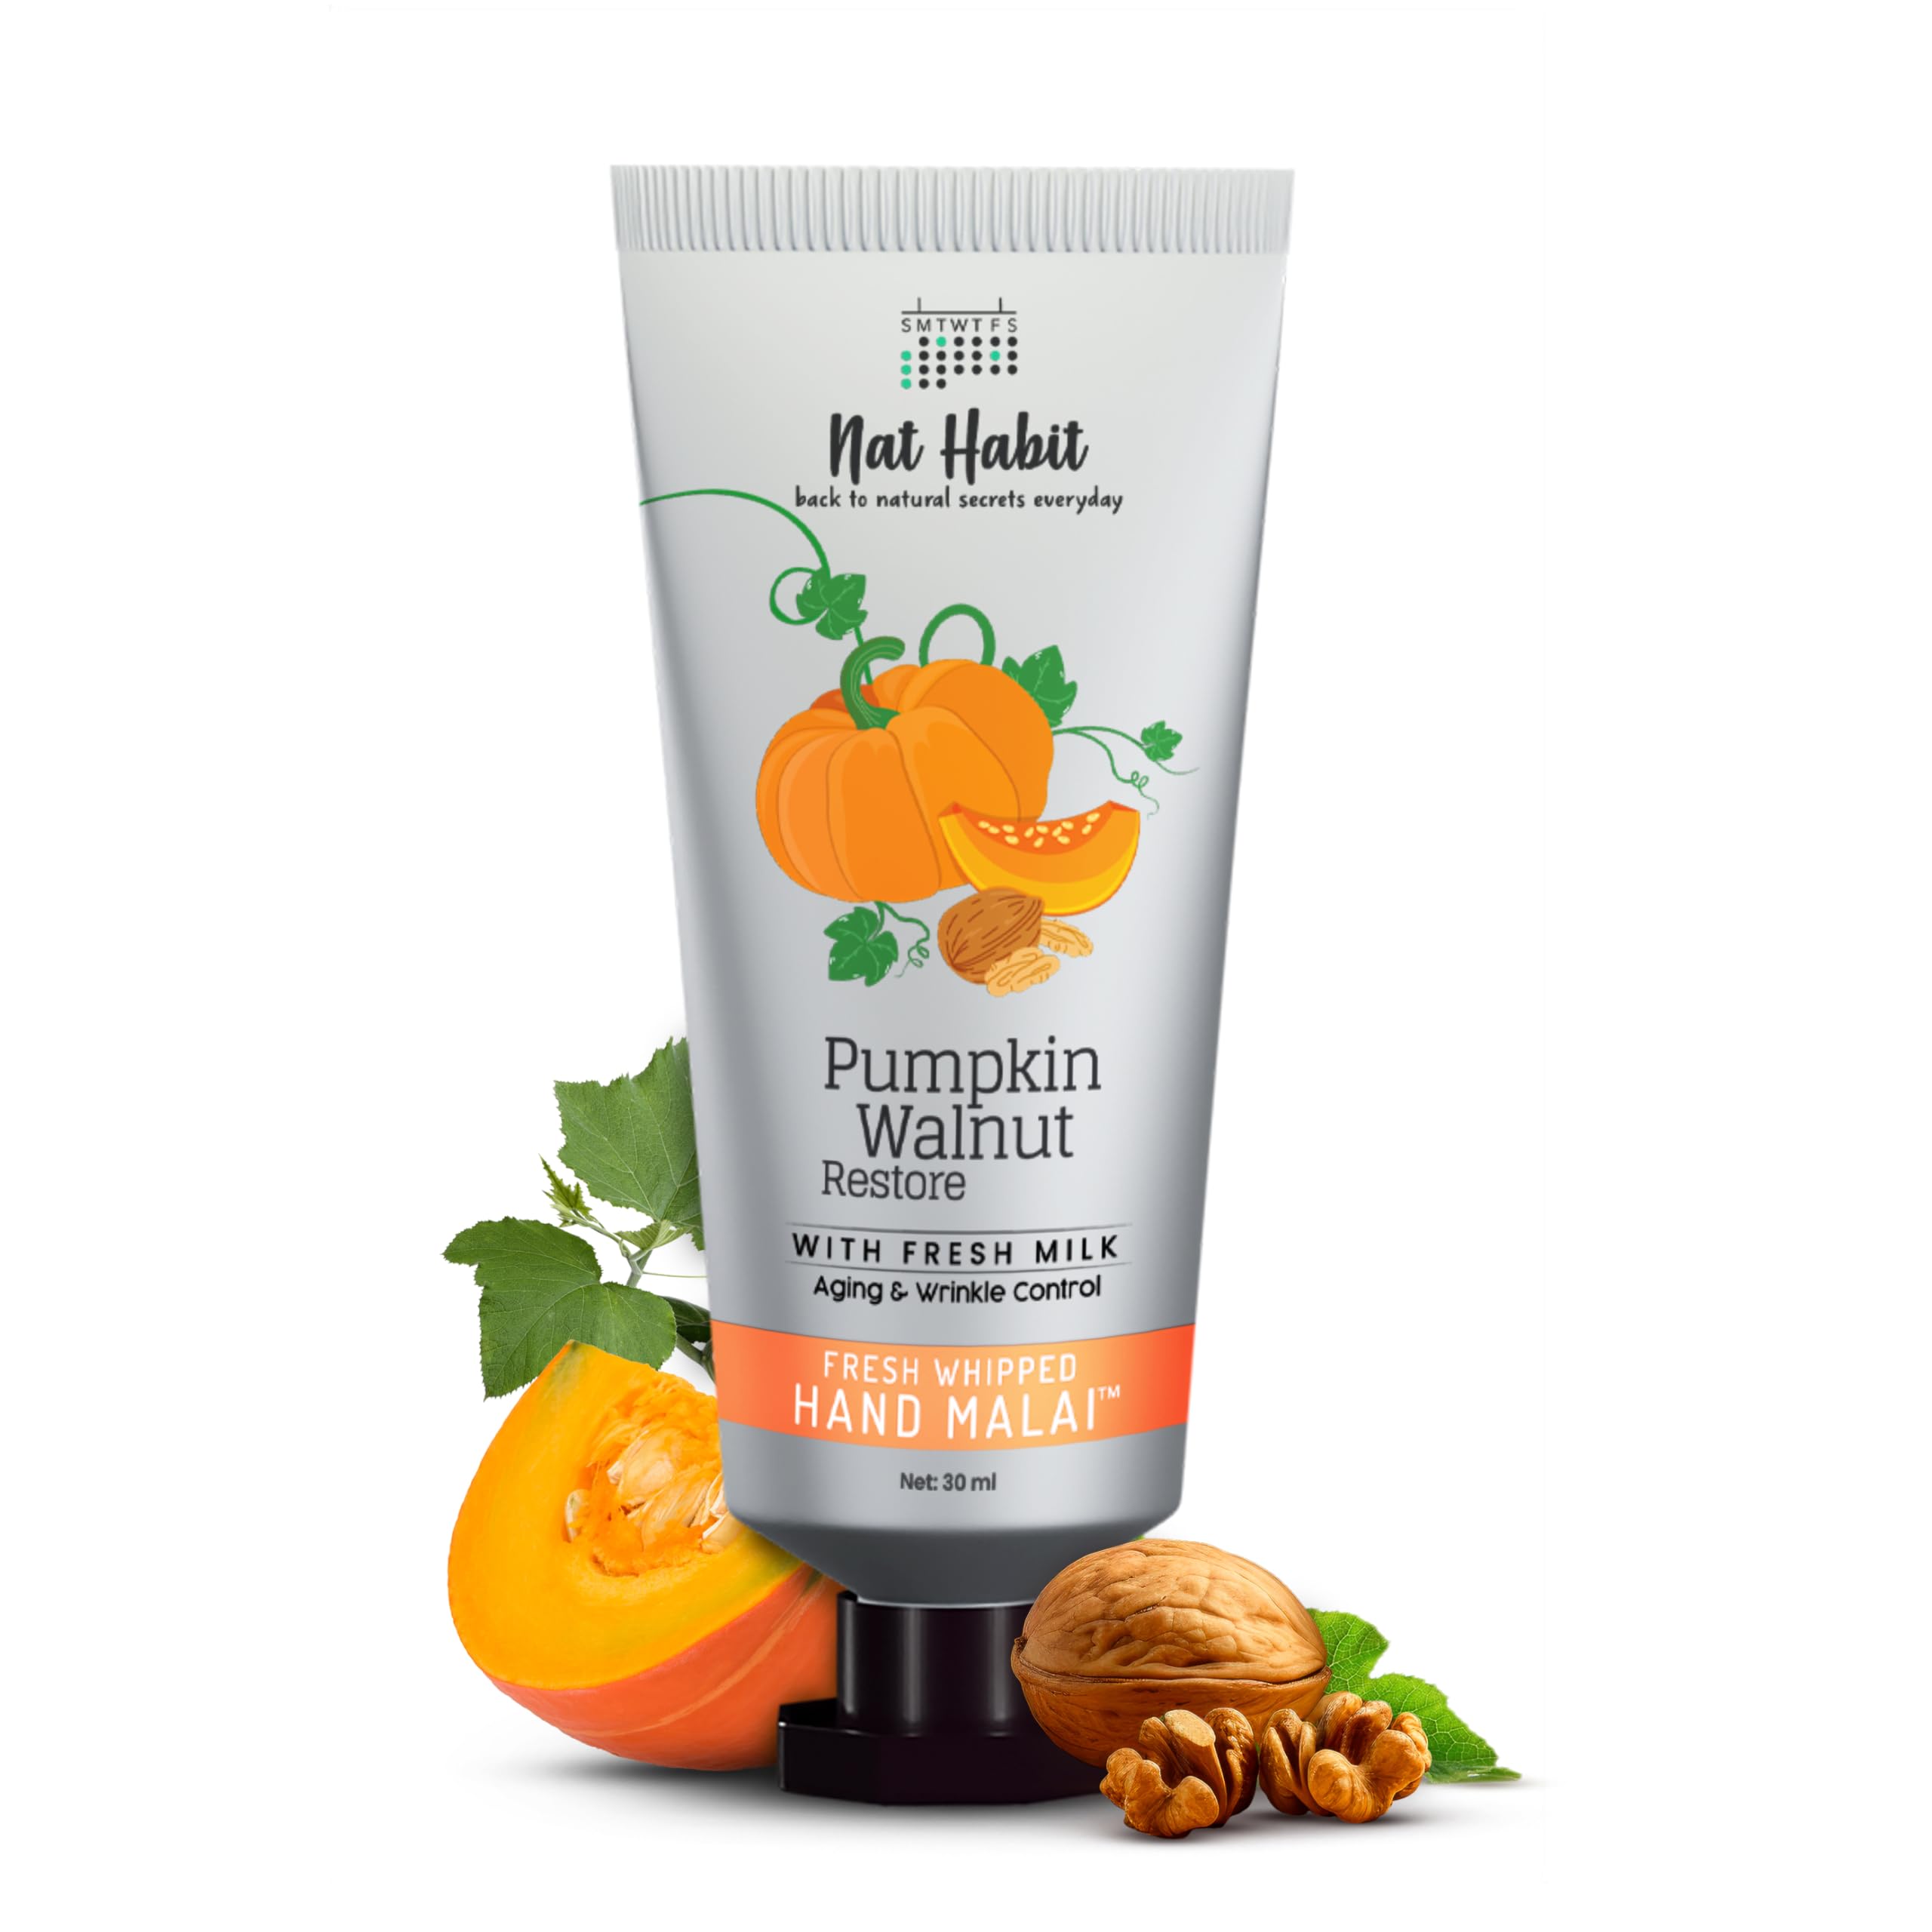 S M T W T F S
Nat Habit
back to natural secrets everyday
Pumpkin
Walnut
Restore
WITH FRESH MILK
Aging & Wrinkle Control
FRESH WHIPPED
HAND MALAI™
Net: 30 ml